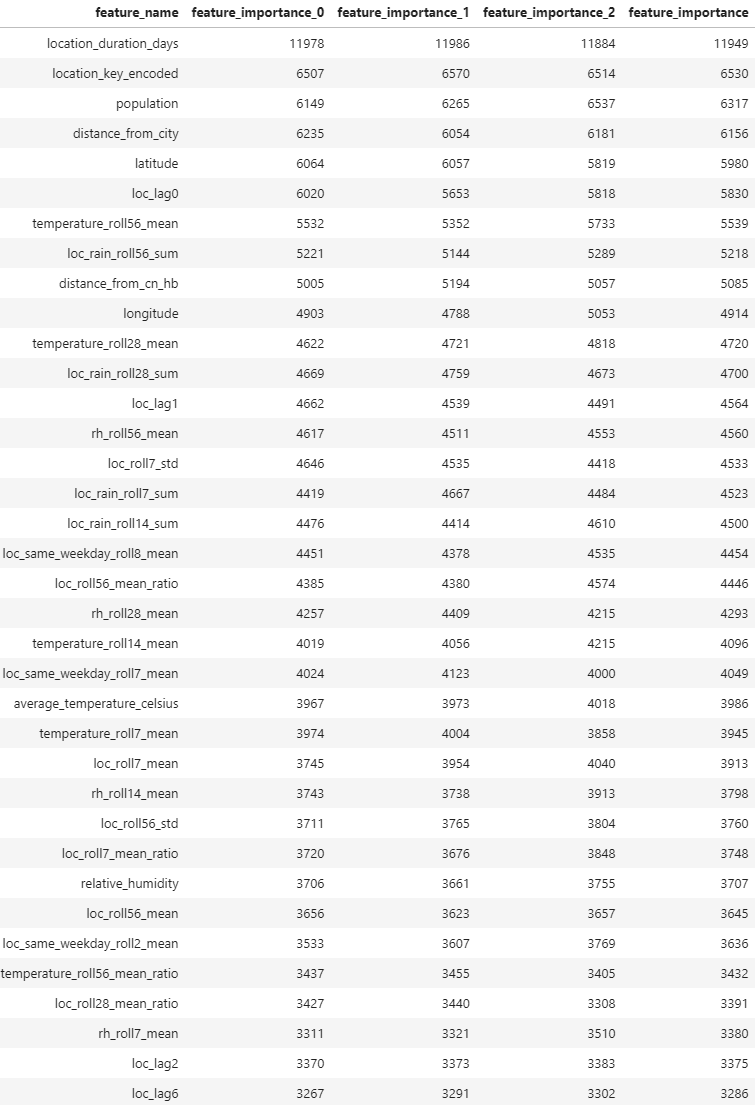 feature_name feature_importance_0 feature_importance_1 feature_importance_2 feature_importance
location_duration_days 11978 11986 11884 11949
location_key_encoded 6507 6570 6514 6530
population 6149 6265 6537 6317
distance_from_city 6235 6054 6181 6156
latitude 6064 6057 5819 5980
loc_lag0 6020 5653 5818 5830
temperature_roll56_mean 5532 5352 5733 5539
loc_rain_roll56_sum 5221 5144 5289 5218
distance_from_cn_hb 5005 5194 5057 5085
longitude 4903 4788 5053 4914
temperature_roll28_mean 4622 4721 4818 4720
loc_rain_roll28_sum 4669 4759 4673 4700
loc_lag1 4662 4539 4491 4564
rh_roll56_mean 4617 4511 4553 4560
loc_roll7_std 4646 4535 4418 4533
loc_rain_roll7_sum 4419 4667 4484 4523
loc_rain_roll14_sum 4476 4414 4610 4500
loc_same_weekday_roll8_mean 4451 4378 4535 4454
loc_roll56_mean_ratio 4385 4380 4574 4446
rh_roll28_mean 4257 4409 4215 4293
temperature_roll14_mean 4019 4056 4215 4096
loc_same_weekday_roll7_mean 4024 4123 4000 4049
average_temperature_celsius 3967 3973 4018 3986
temperature_roll7_mean 3974 4004 3858 3945
loc_roll7_mean 3745 3954 4040 3913
rh_roll14_mean 3743 3738 3913 3798
loc_roll56_std 3711 3765 3804 3760
loc_roll7_mean_ratio 3720 3676 3848 3748
relative_humidity 3706 3661 3755 3707
loc_roll56_mean 3656 3623 3657 3645
loc_same_weekday_roll2_mean 3533 3607 3769 3636
temperature_roll56_mean_ratio 3437 3455 3405 3432
loc_roll28_mean_ratio 3427 3440 3308 3391
rh_roll7_mean 3311 3321 3510 3380
loc_lag2 3370 3373 3383 3375
loc_lag6 3267 3291 3302 3286